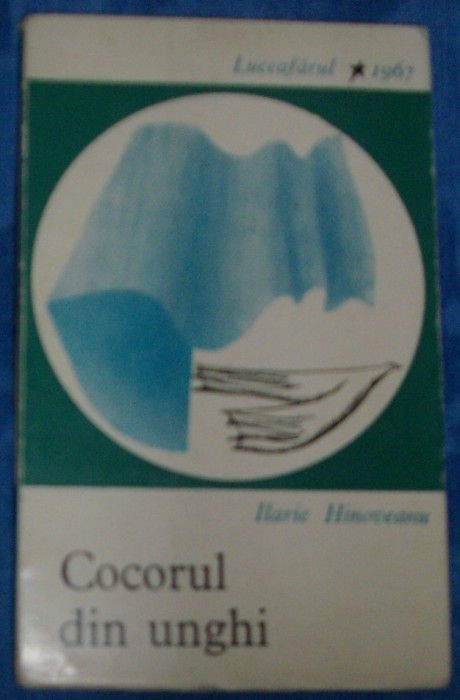 Luceafărul ★ 1967
Ilarie Hinoveanu
Cocorul
din unghi